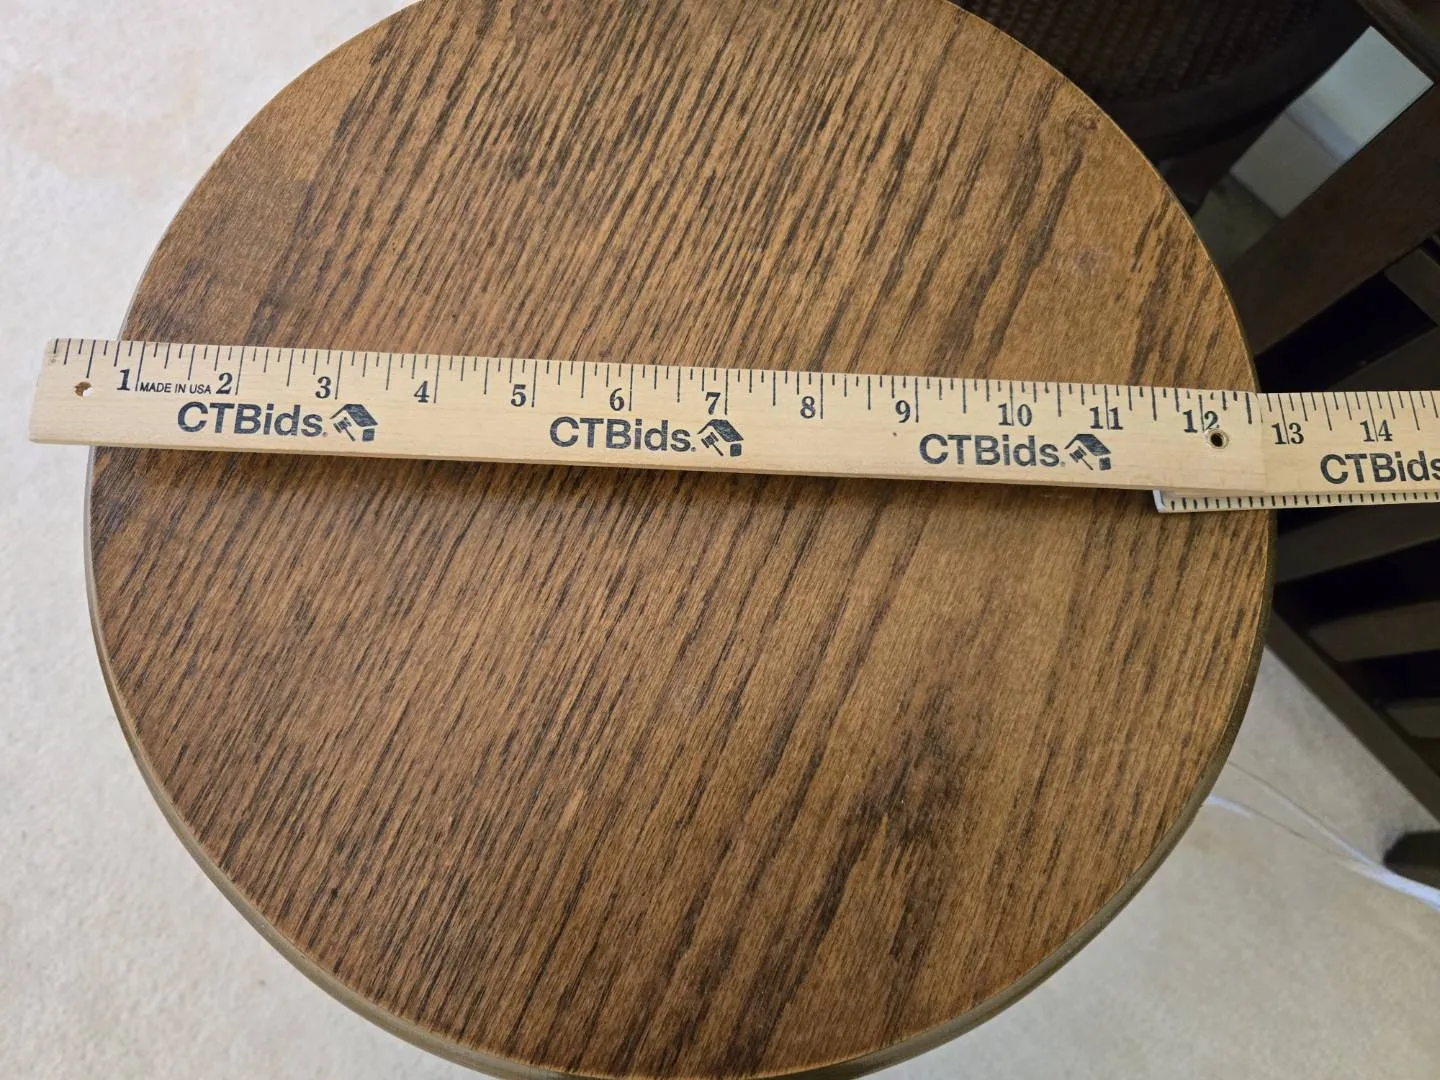 1 MADE IN USA 2 3 4 5 6 7 8 9 10 11 12 13 14
CTBids. CTBids. CTBids. CTBids